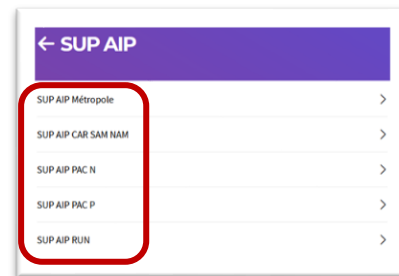 ← SUP AIP
SUP AIP Métropole
SUP AIP CAR SAM NAM
SUP AIP PAC N
SUP AIP PAC P
SUP AIP RUN